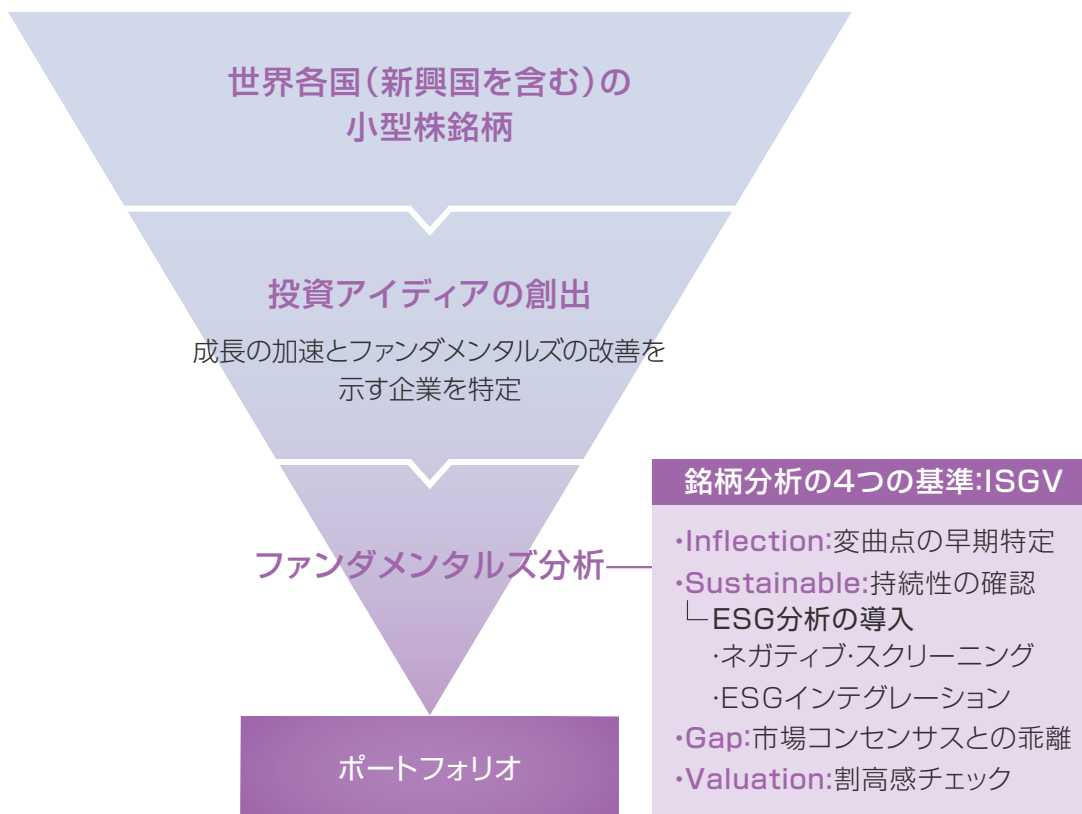 世界各国(新興国を含む)の
小型株銘柄
投資アイディアの創出
成長の加速とファンダメンタルズの改善を
示す企業を特定
ファンダメンタルズ分析
銘柄分析の4つの基準:ISGV
・Inflection:変曲点の早期特定
・Sustainable:持続性の確認
ESG分析の導入
・ネガティブ・スクリーニング
・ESGインテグレーション
・Gap:市場コンセンサスとの乖離
・Valuation:割高感チェック
ポートフォリオ